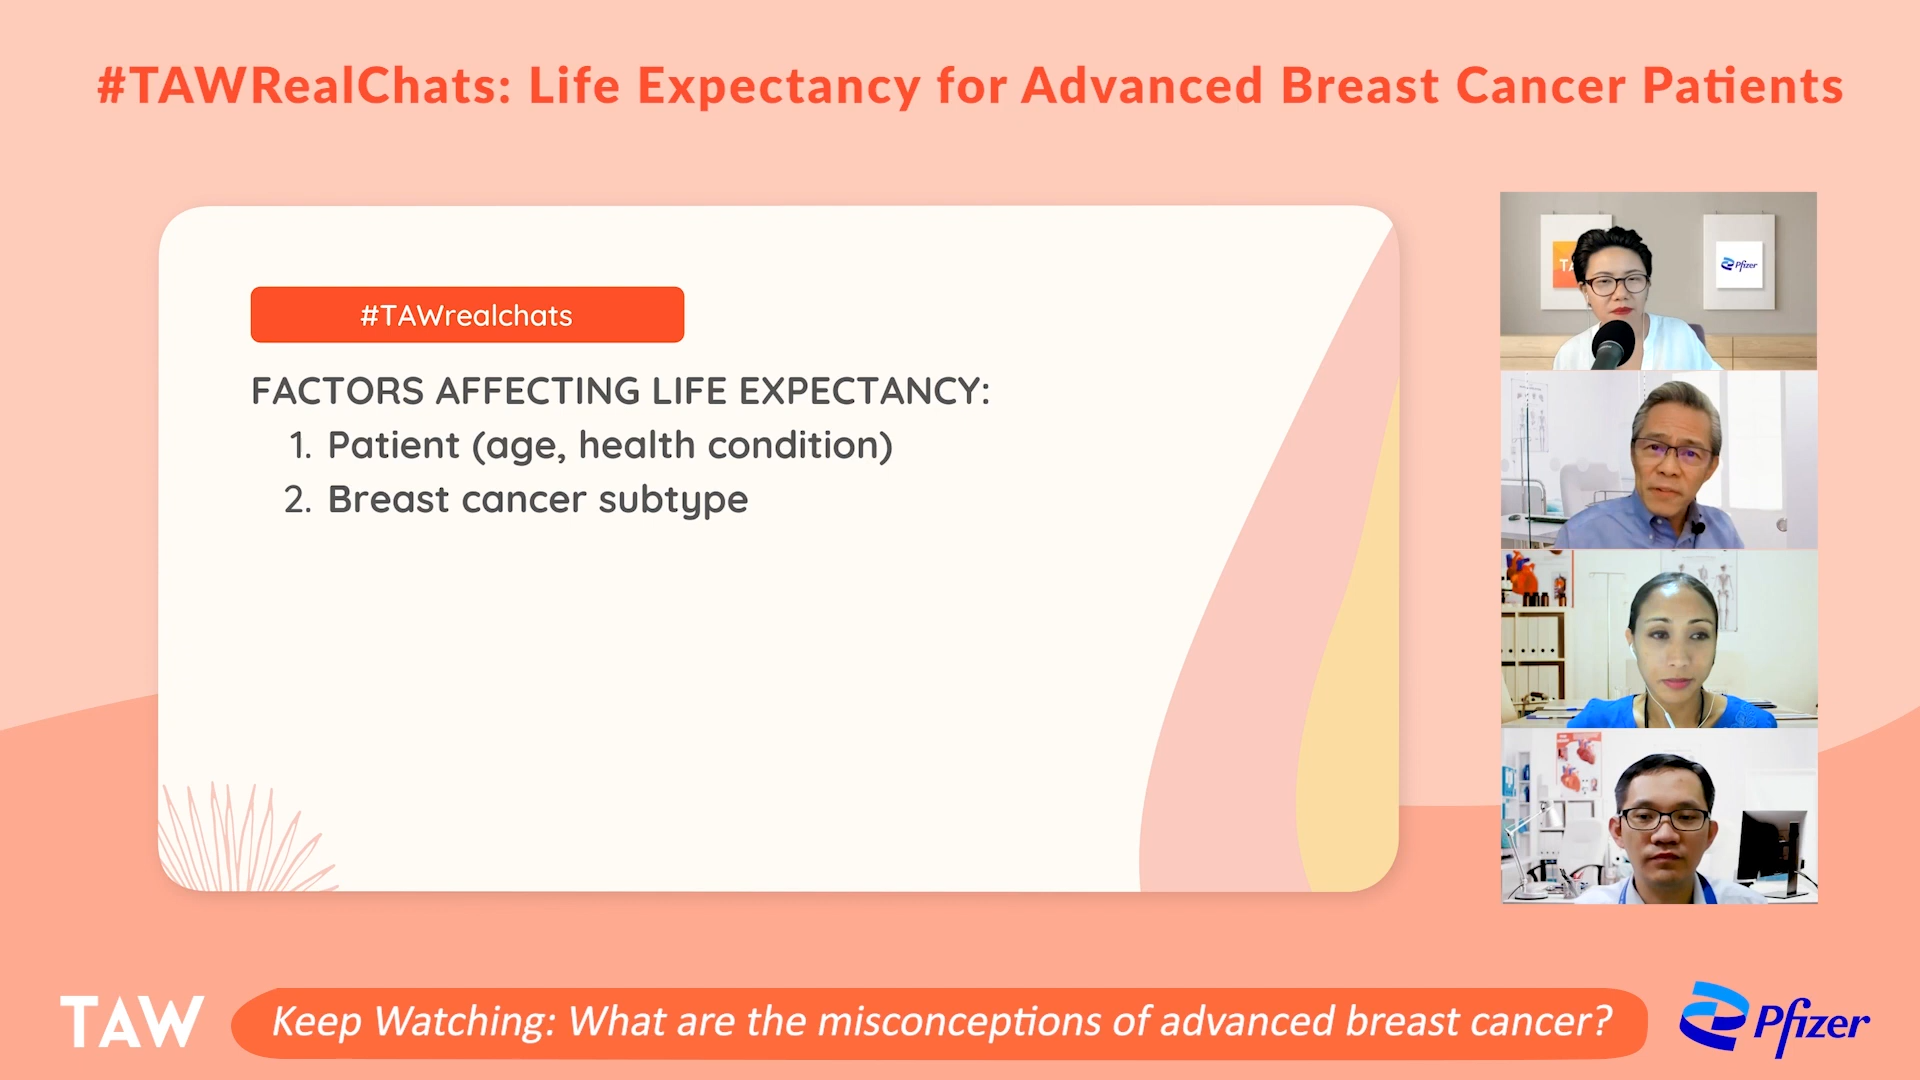 #TAWRealChats: Life Expectancy for Advanced Breast Cancer Patients
#TAWrealchats
FACTORS AFFECTING LIFE EXPECTANCY:
1. Patient (age, health condition)
2. Breast cancer subtype
Pfizer
TAW
Keep Watching: What are the misconceptions of advanced breast cancer?
Pfizer